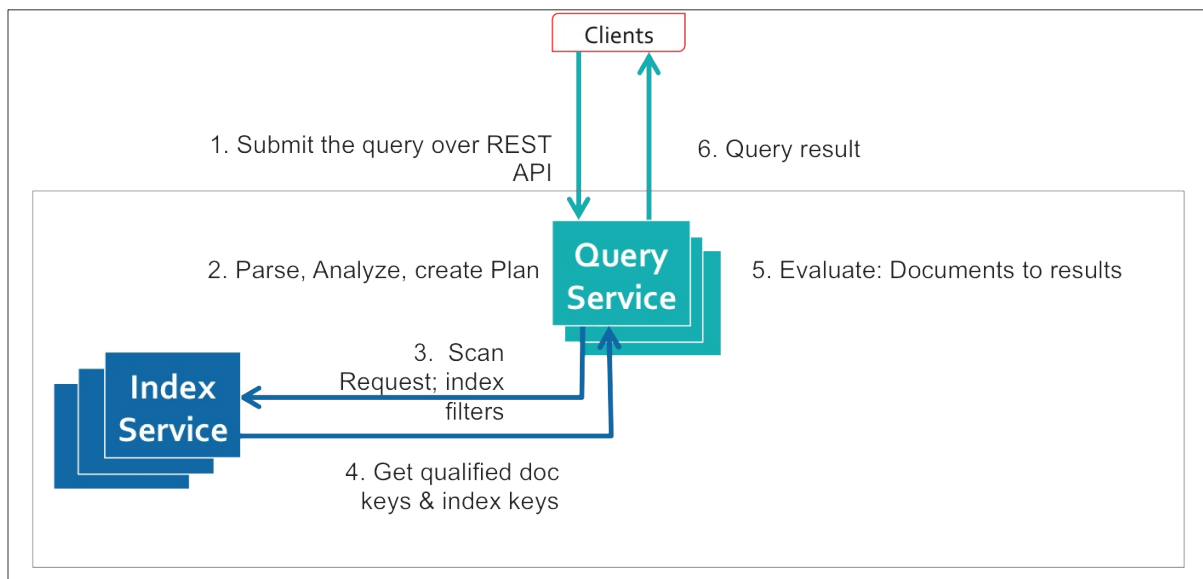 Clients
1. Submit the query over REST
API
6. Query result
2. Parse, Analyze, create Plan
Query
Service
5. Evaluate: Documents to results
3. Scan
Request; index
filters
Index
Service
4. Get qualified doc
keys & index keys